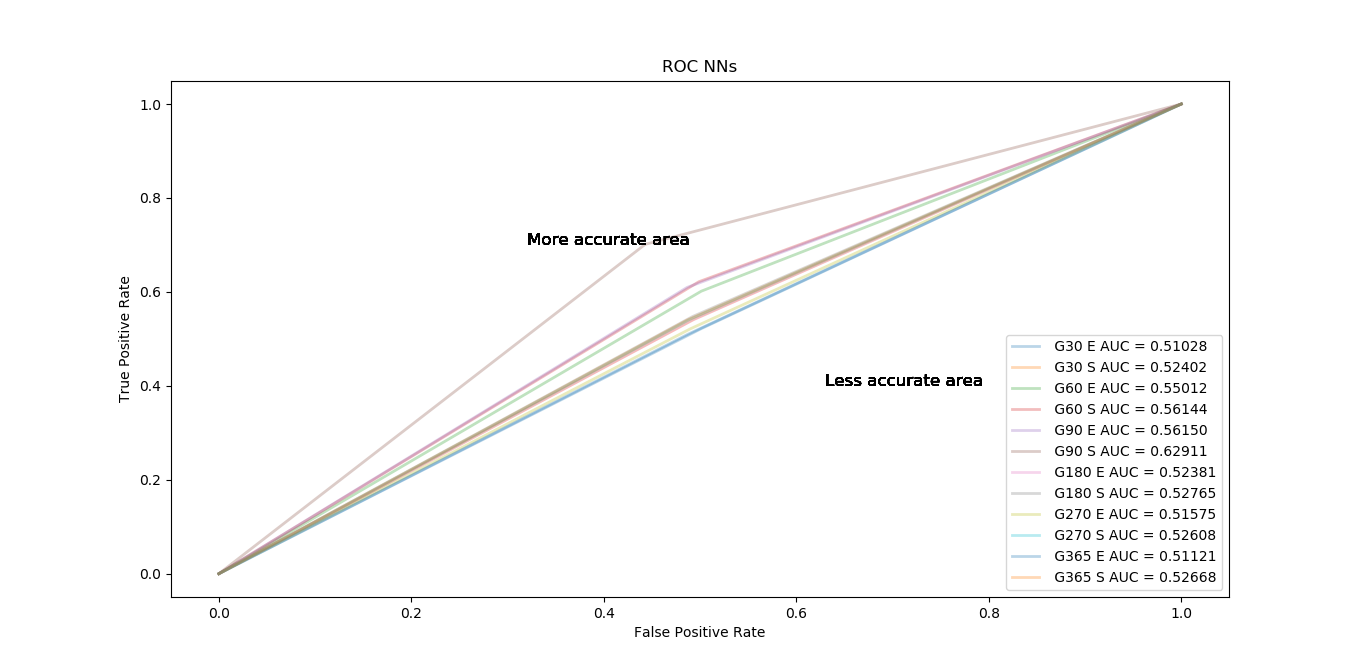 ROC NNs
1.0
0.8
More accurate area
0.6
True Positive Rate
0.4
Less accurate area
0.2
0.0
G30 E AUC = 0.51028
G30 S AUC = 0.52402
G60 E AUC = 0.55012
G60 S AUC = 0.56144
G90 E AUC = 0.56150
G90 S AUC = 0.62911
G180 E AUC = 0.52381
G180 S AUC = 0.52765
G270 E AUC = 0.51575
G270 S AUC = 0.52608
G365 E AUC = 0.51121
G365 S AUC = 0.52668
0.0 0.2 0.4 0.6 0.8 1.0
False Positive Rate